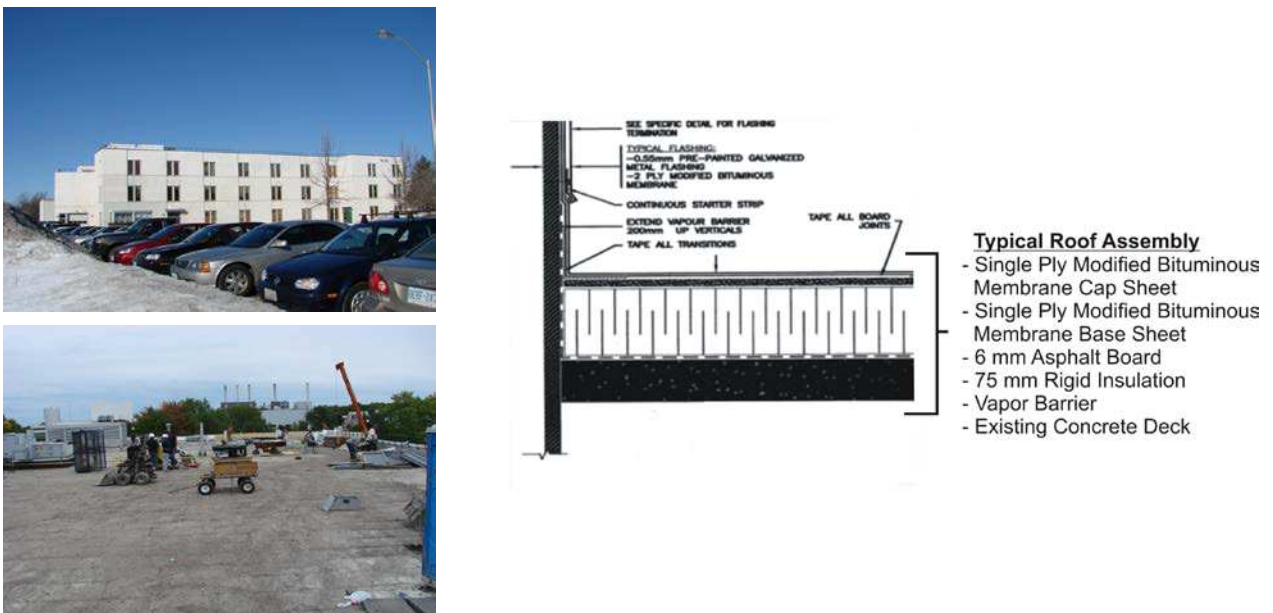 SEE SPECIFIC DETAIL FOR FLASHING
TERMINATION
TYPICAL FLASHING:
-0.55mm PRE-PAINTED GALVANIZED
METAL FLASHING
-2 PLY MODIFIED BITUMINOUS
MEMBRANE
CONTINUOUS STARTER STRIP
EXTEND VAPOUR BARRIER
200mm UP VERTICALS
TAPE ALL TRANSITIONS
TAPE ALL BOARD
JOINTS
Typical Roof Assembly
- Single Ply Modified Bituminous
Membrane Cap Sheet
- Single Ply Modified Bituminous
Membrane Base Sheet
- 6 mm Asphalt Board
- 75 mm Rigid Insulation
- Vapor Barrier
- Existing Concrete Deck